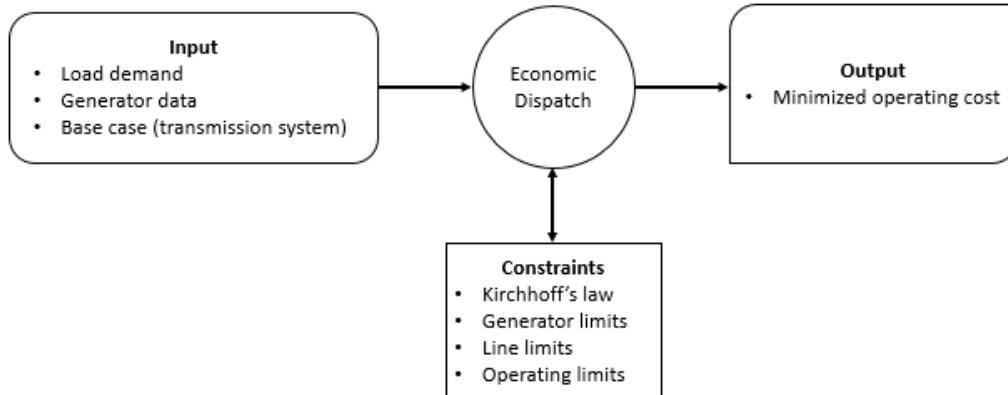 Input
• Load demand
• Generator data
• Base case (transmission system)
Economic
Dispatch
Output
• Minimized operating cost
Constraints
• Kirchhoff's law
• Generator limits
• Line limits
• Operating limits